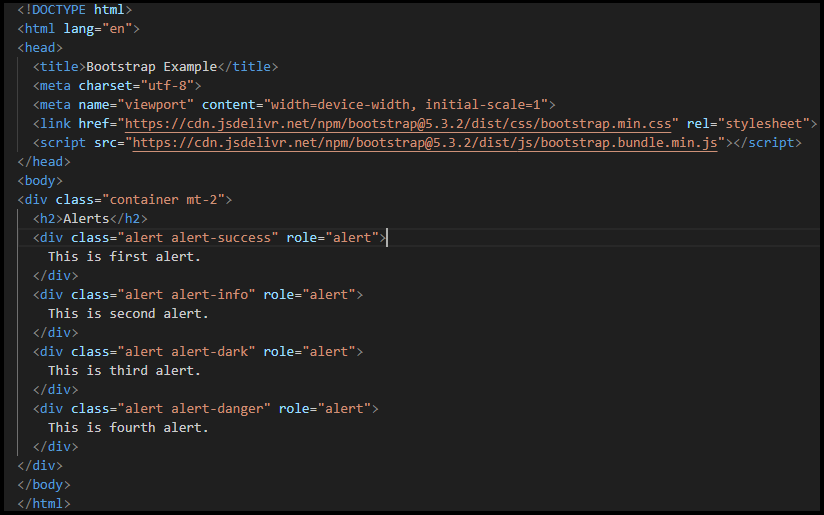 <!DOCTYPE html>
<html lang="en">
<head>
  <title>Bootstrap Example</title>
  <meta charset="utf-8">
  <meta name="viewport" content="width=device-width, initial-scale=1">
  <link href="https://cdn.jsdelivr.net/npm/bootstrap@5.3.2/dist/css/bootstrap.min.css" rel="stylesheet">
  <script src="https://cdn.jsdelivr.net/npm/bootstrap@5.3.2/dist/js/bootstrap.bundle.min.js"></script>
</head>
<body>
<div class="container mt-2">
  <h2>Alerts</h2>
  <div class="alert alert-success" role="alert">
    This is first alert.
  </div>
  <div class="alert alert-info" role="alert">
    This is second alert.
  </div>
  <div class="alert alert-dark" role="alert">
    This is third alert.
  </div>
  <div class="alert alert-danger" role="alert">
    This is fourth alert.
  </div>
</div>
</body>
</html>